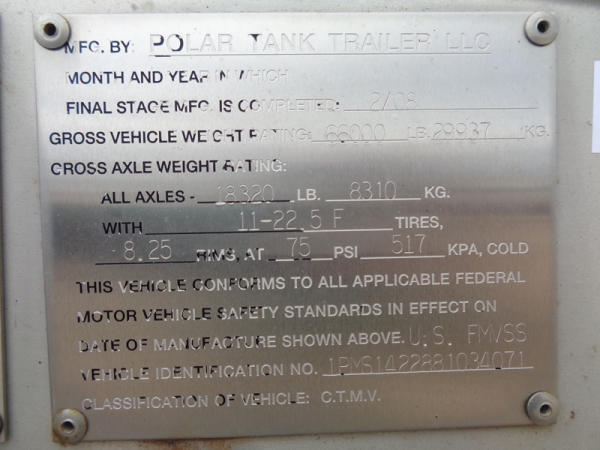 MFG. BY: POLAR TANK TRAILER LLC
MONTH AND YEAR IN WHICH
FINAL STAGE MFG. IS COMPLETED: 2/08
GROSS VEHICLE WEIGHT RATING: 66000 LB. 29937 KG.
GROSS AXLE WEIGHT RATING:
ALL AXLES - 18320 LB. 8310 KG.
WITH 11-22.5 F TIRES,
8.25 RIMS, AT 75 PSI 517 KPA, COLD
THIS VEHICLE CONFORMS TO ALL APPLICABLE FEDERAL
MOTOR VEHICLE SAFETY STANDARDS IN EFFECT ON
DATE OF MANUFACTURE SHOWN ABOVE. U.S. FMVSS
VEHICLE IDENTIFICATION NO. 1PMS1422881034071
CLASSIFICATION OF VEHICLE: C.T.M.V.